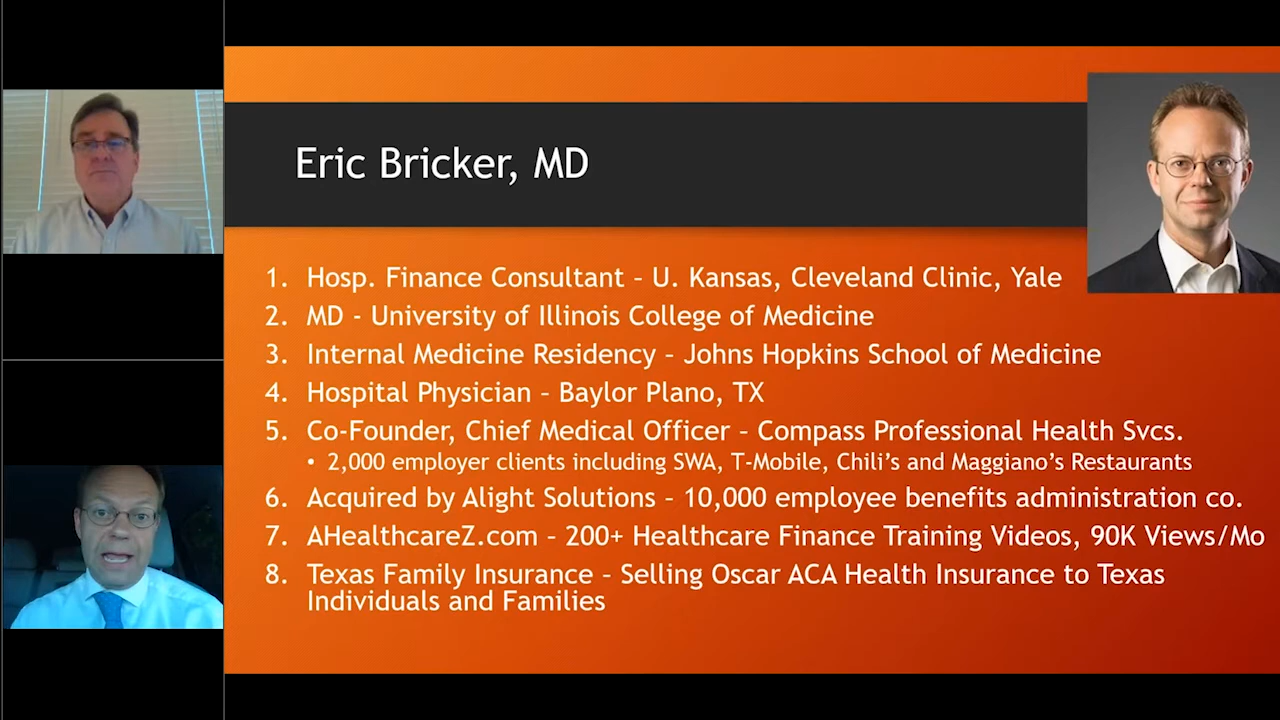 Eric Bricker, MD
1. Hosp. Finance Consultant – U. Kansas, Cleveland Clinic, Yale
2. MD - University of Illinois College of Medicine
3. Internal Medicine Residency – Johns Hopkins School of Medicine
4. Hospital Physician – Baylor Plano, TX
5. Co-Founder, Chief Medical Officer – Compass Professional Health Svcs.
• 2,000 employer clients including SWA, T-Mobile, Chili's and Maggiano's Restaurants
6. Acquired by Alight Solutions – 10,000 employee benefits administration co.
7. AHealthcareZ.com – 200+ Healthcare Finance Training Videos, 90K Views/Mo
8. Texas Family Insurance – Selling Oscar ACA Health Insurance to Texas
Individuals and Families